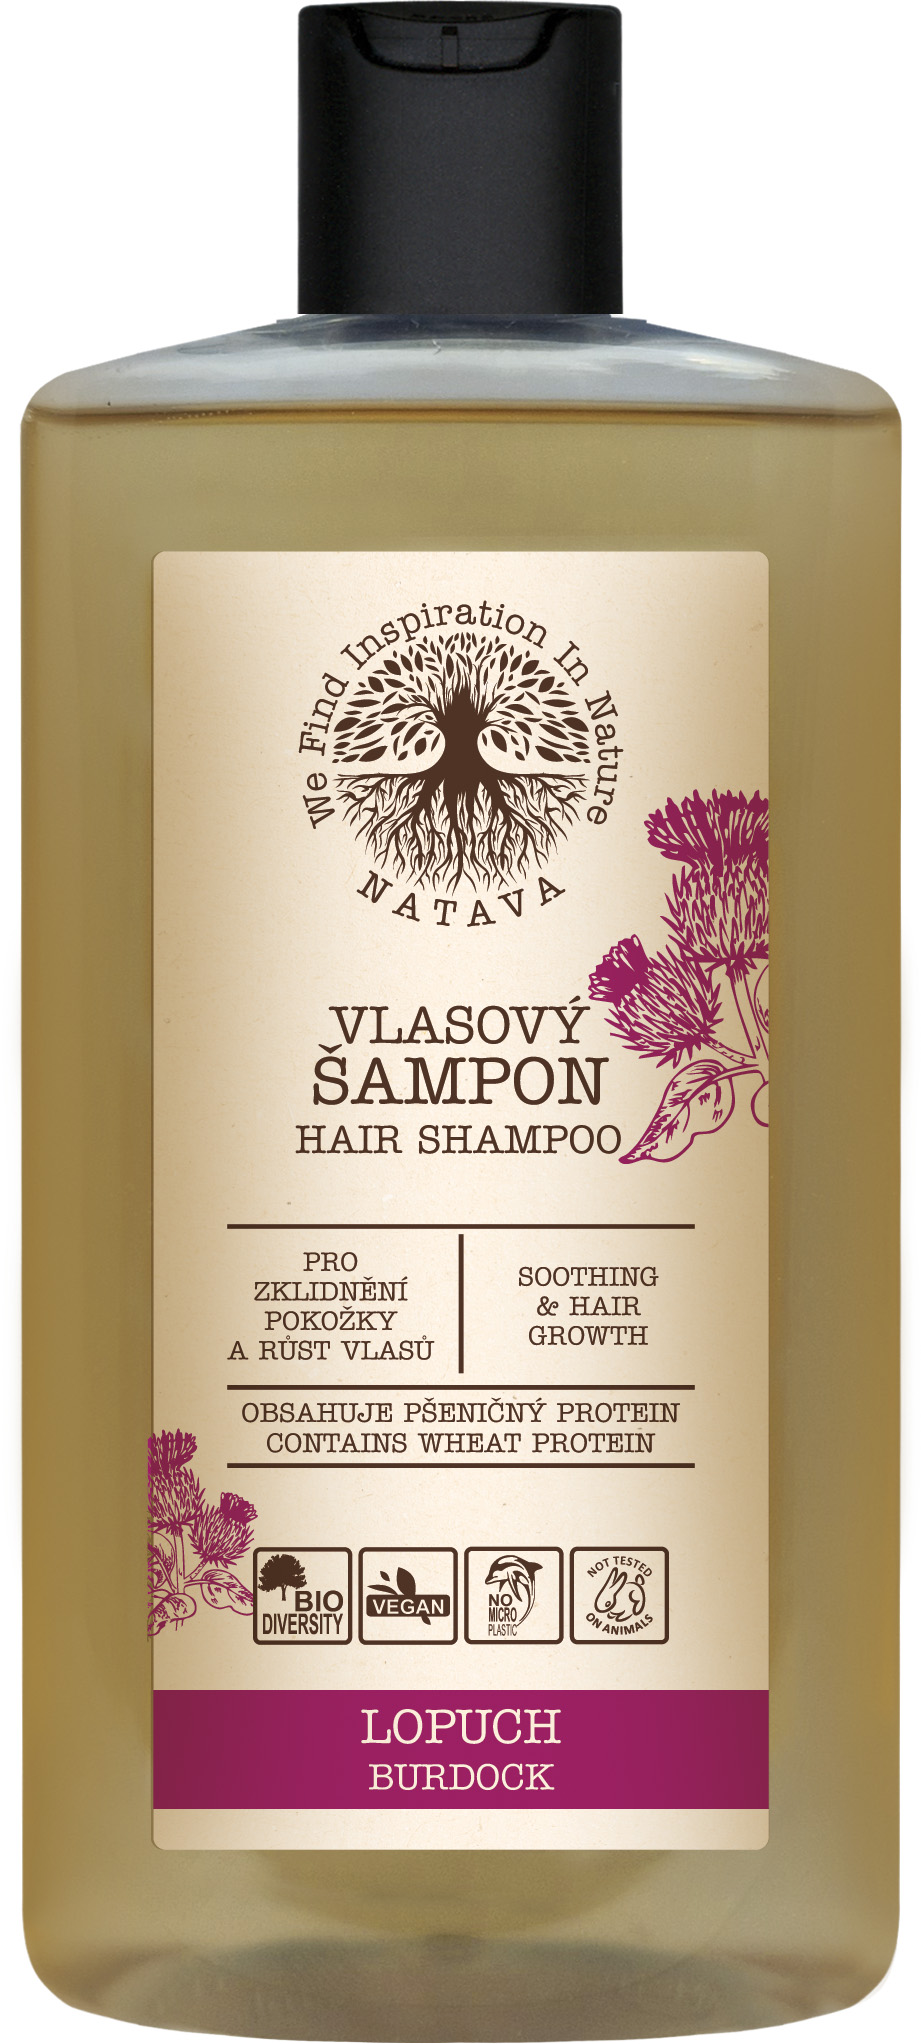 We Find Inspiration In Nature
NATAVA
VLASOVÝ
ŠAMPON
HAIR SHAMPOO
PRO
ZKLIDNĚNÍ
POKOŽKY
A RŮST VLASŮ
SOOTHING
& HAIR
GROWTH
OBSAHUJE PŠENIČNÝ PROTEIN
CONTAINS WHEAT PROTEIN
BIO
DIVERSITY
VEGAN
NO
MICRO
PLASTIC
NOT TESTED
ON ANIMALS
LOPUCH
BURDOCK